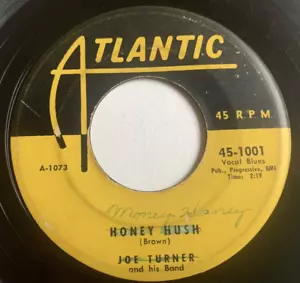 ATLANTIC
45 RPM
A-1073
45-1001
Vocal Blues
Pub., Progressive, BMI
Time: 2:19
Money Honey
HONEY HUSH
(Brown)
JOE TURNER
and his Band